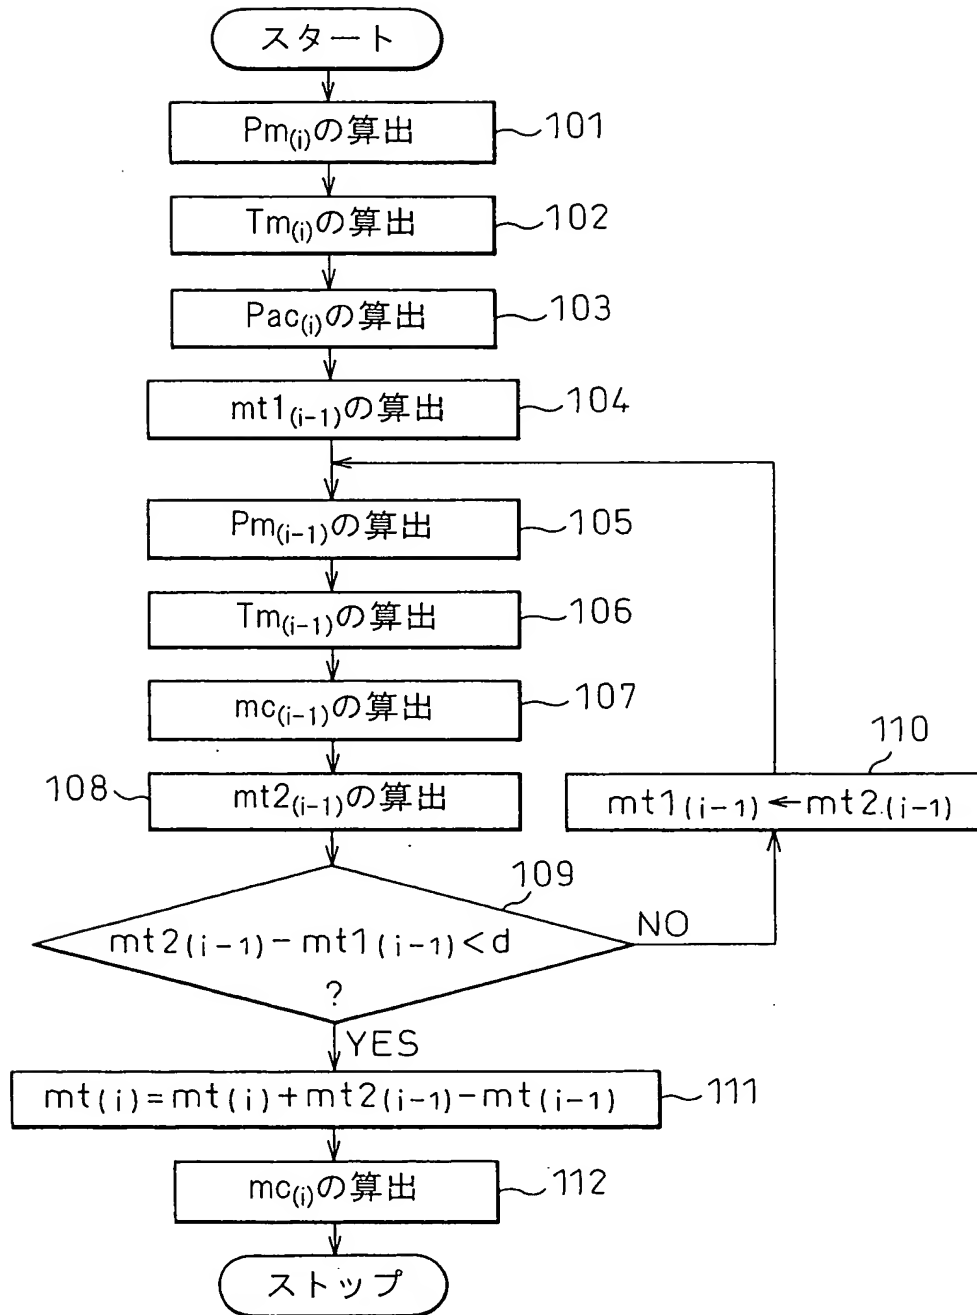 スタート
Pm(i)の算出
101
Tm(i)の算出
102
Pac(i)の算出
103
mt1(i-1)の算出
104
Pm(i-1)の算出
105
Tm(i-1)の算出
106
mc(i-1)の算出
107
110
108
mt2(i-1)の算出
mt1(i-1)←mt2(i-1)
109
mt2(i-1)-mt1(i-1)<d
?
NO
YES
mt(i)=mt(i)+mt2(i-1)-mt(i-1)
111
mc(i)の算出
112
ストップ